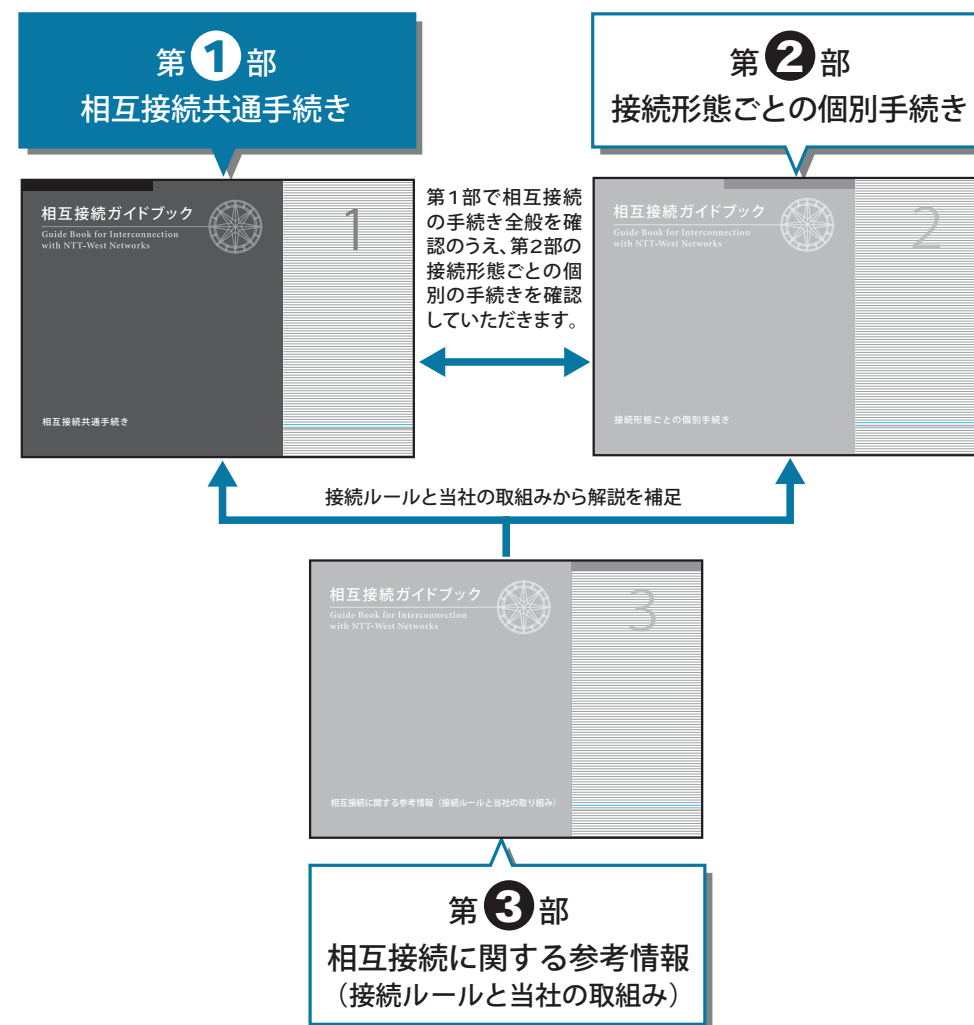 第1部
相互接続共通手続き
第2部
接続形態ごとの個別手続き
相互接続ガイドブック
Guide Book for Interconnection
with NTT-West Networks
1
相互接続共通手続き
第1部で相互接続
の手続き全般を確
認のうえ、第2部の
接続形態ごとの個
別の手続きを確認
していただきます。
相互接続ガイドブック
Guide Book for Interconnection
with NTT-West Networks
2
接続形態ごとの個別手続き
接続ルールと当社の取組みから解説を補足
相互接続ガイドブック
Guide Book for Interconnection
with NTT-West Networks
3
相互接続に関する参考情報（接続ルールと当社の取り組み）
第3部
相互接続に関する参考情報
（接続ルールと当社の取組み）